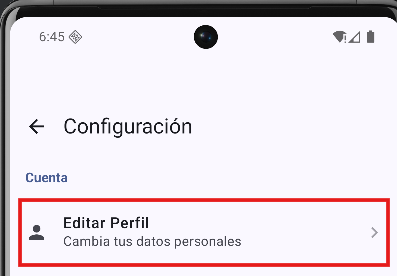 6:45
Configuración
Cuenta
Editar Perfil
Cambia tus datos personales